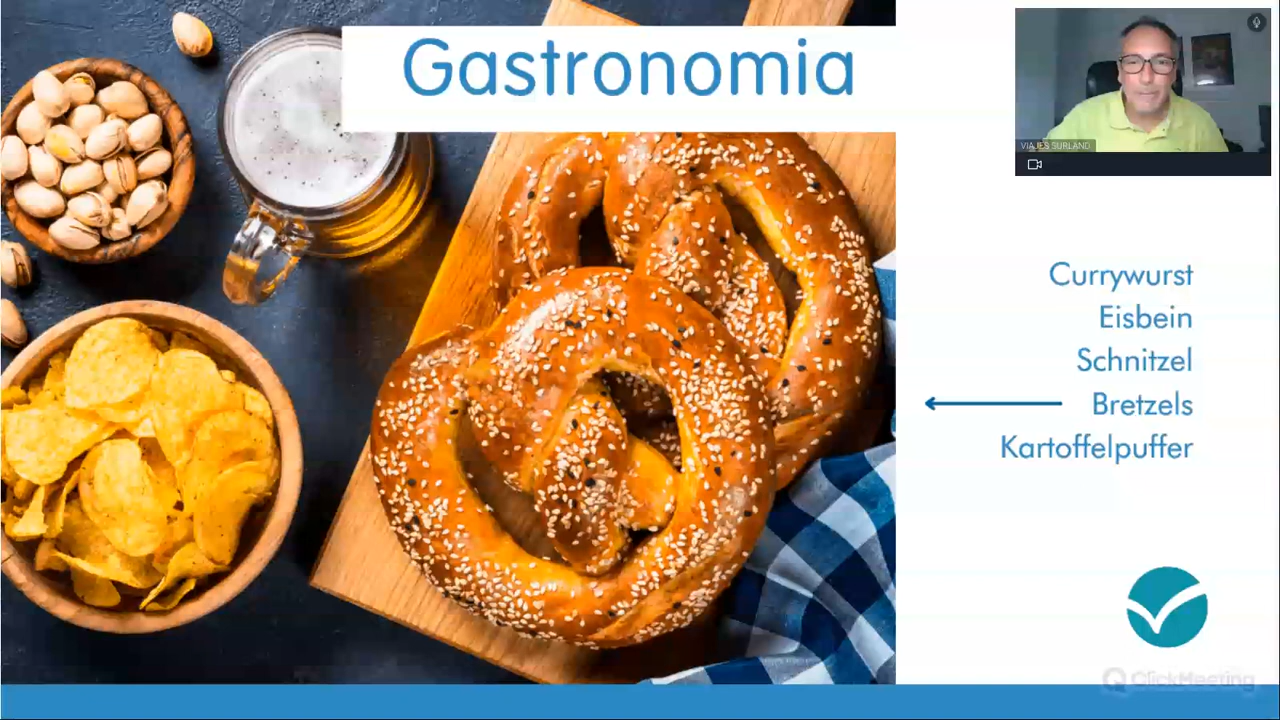 Gastronomia
VIAJES SURLAND
Currywurst
Eisbein
Schnitzel
Bretzels
Kartoffelpuffer
ClickMeeting